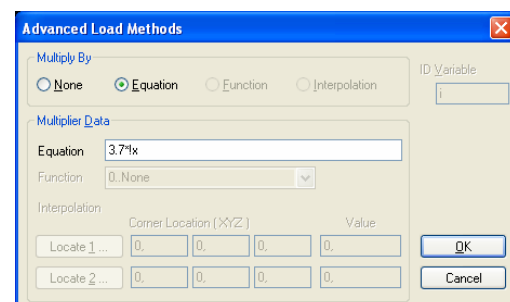 Advanced Load Methods
Multiply By
None Equation Function Interpolation
ID Variable
i
Multiplier Data
Equation 3.7*!x
Function 0..None
Interpolation
Corner Location ( XYZ ) Value
Locate 1 ... 0, 0, 0, 0,
OK
Locate 2 ... 0, 0, 0, 0,
Cancel